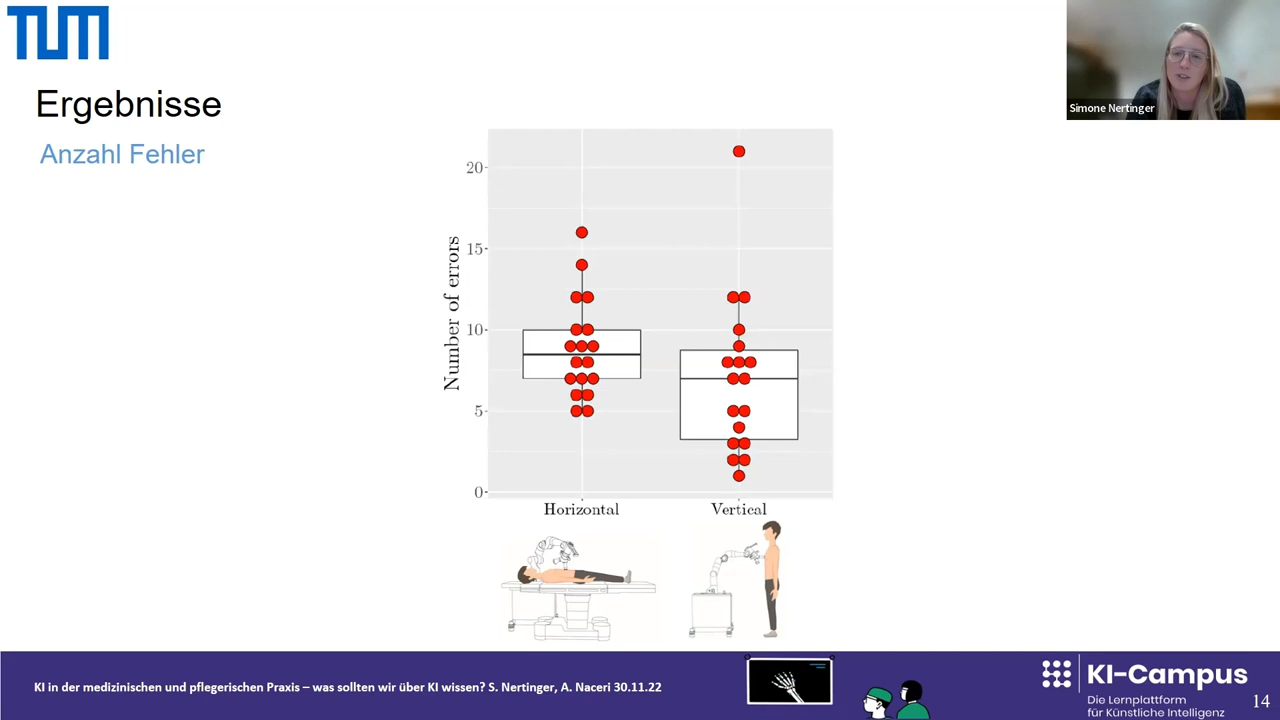 TUM
Simone Nertinger
Ergebnisse
Anzahl Fehler
Number of errors
20
15
10
5
0
Horizontal
Vertical
KI in der medizinischen und pflegerischen Praxis – was sollten wir über KI wissen? S. Nertinger, A. Naceri 30.11.22
KI-Campus
Die Lernplattform
für Künstliche Intelligenz
14